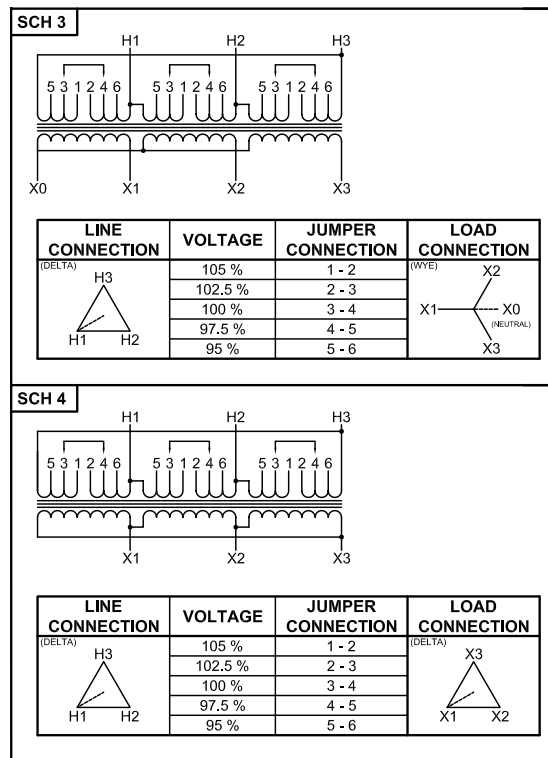 SCH 3
H1 H2 H3
5 3 1 2 4 6 5 3 1 2 4 6 5 3 1 2 4 6
X0 X1 X2 X3
LINE CONNECTION VOLTAGE JUMPER CONNECTION LOAD CONNECTION
(DELTA) H3 H1 H2
105 % 1 - 2
102.5 % 2 - 3
100 % 3 - 4
97.5 % 4 - 5
95 % 5 - 6
(WYE) X2 X1 X0 (NEUTRAL) X3
SCH 4
H1 H2 H3
5 3 1 2 4 6 5 3 1 2 4 6 5 3 1 2 4 6
X1 X2 X3
LINE CONNECTION VOLTAGE JUMPER CONNECTION LOAD CONNECTION
(DELTA) H3 H1 H2
105 % 1 - 2
102.5 % 2 - 3
100 % 3 - 4
97.5 % 4 - 5
95 % 5 - 6
(DELTA) X3 X1 X2